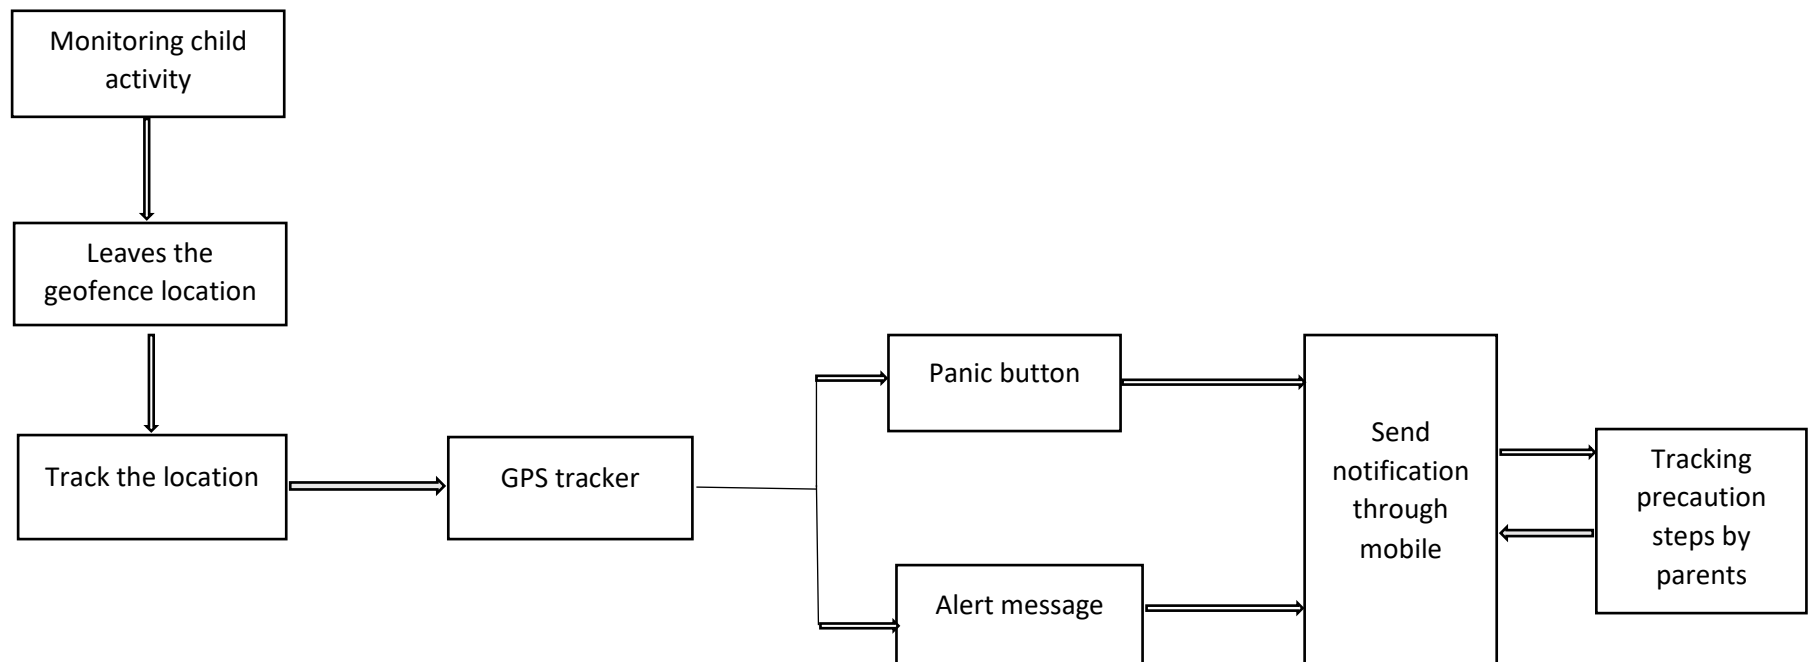 Monitoring child
activity
Leaves the
geofence location
Track the location
GPS tracker
Panic button
Alert message
Send
notification
through
mobile
Tracking
precaution
steps by
parents